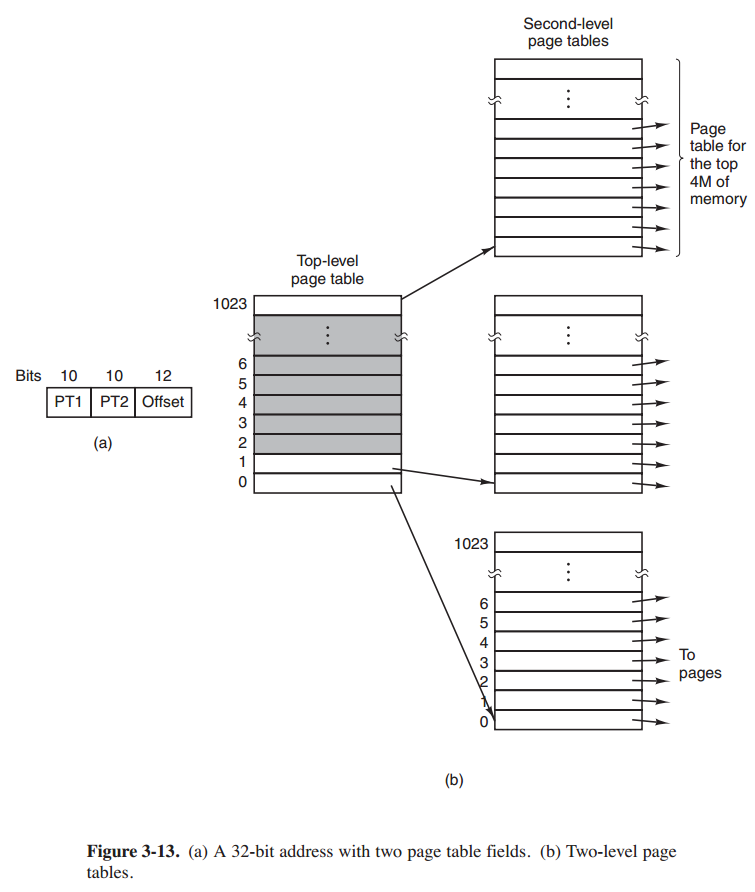 Second-level
page tables
Page
table for
the top
4M of
memory
Top-level
page table
1023
6
5
4
3
2
1
0
Bits 10 10 12
PT1 PT2 Offset
(a)
1023
6
5
4
3
2
1
0
To
pages
(b)
Figure 3-13. (a) A 32-bit address with two page table fields. (b) Two-level page
tables.